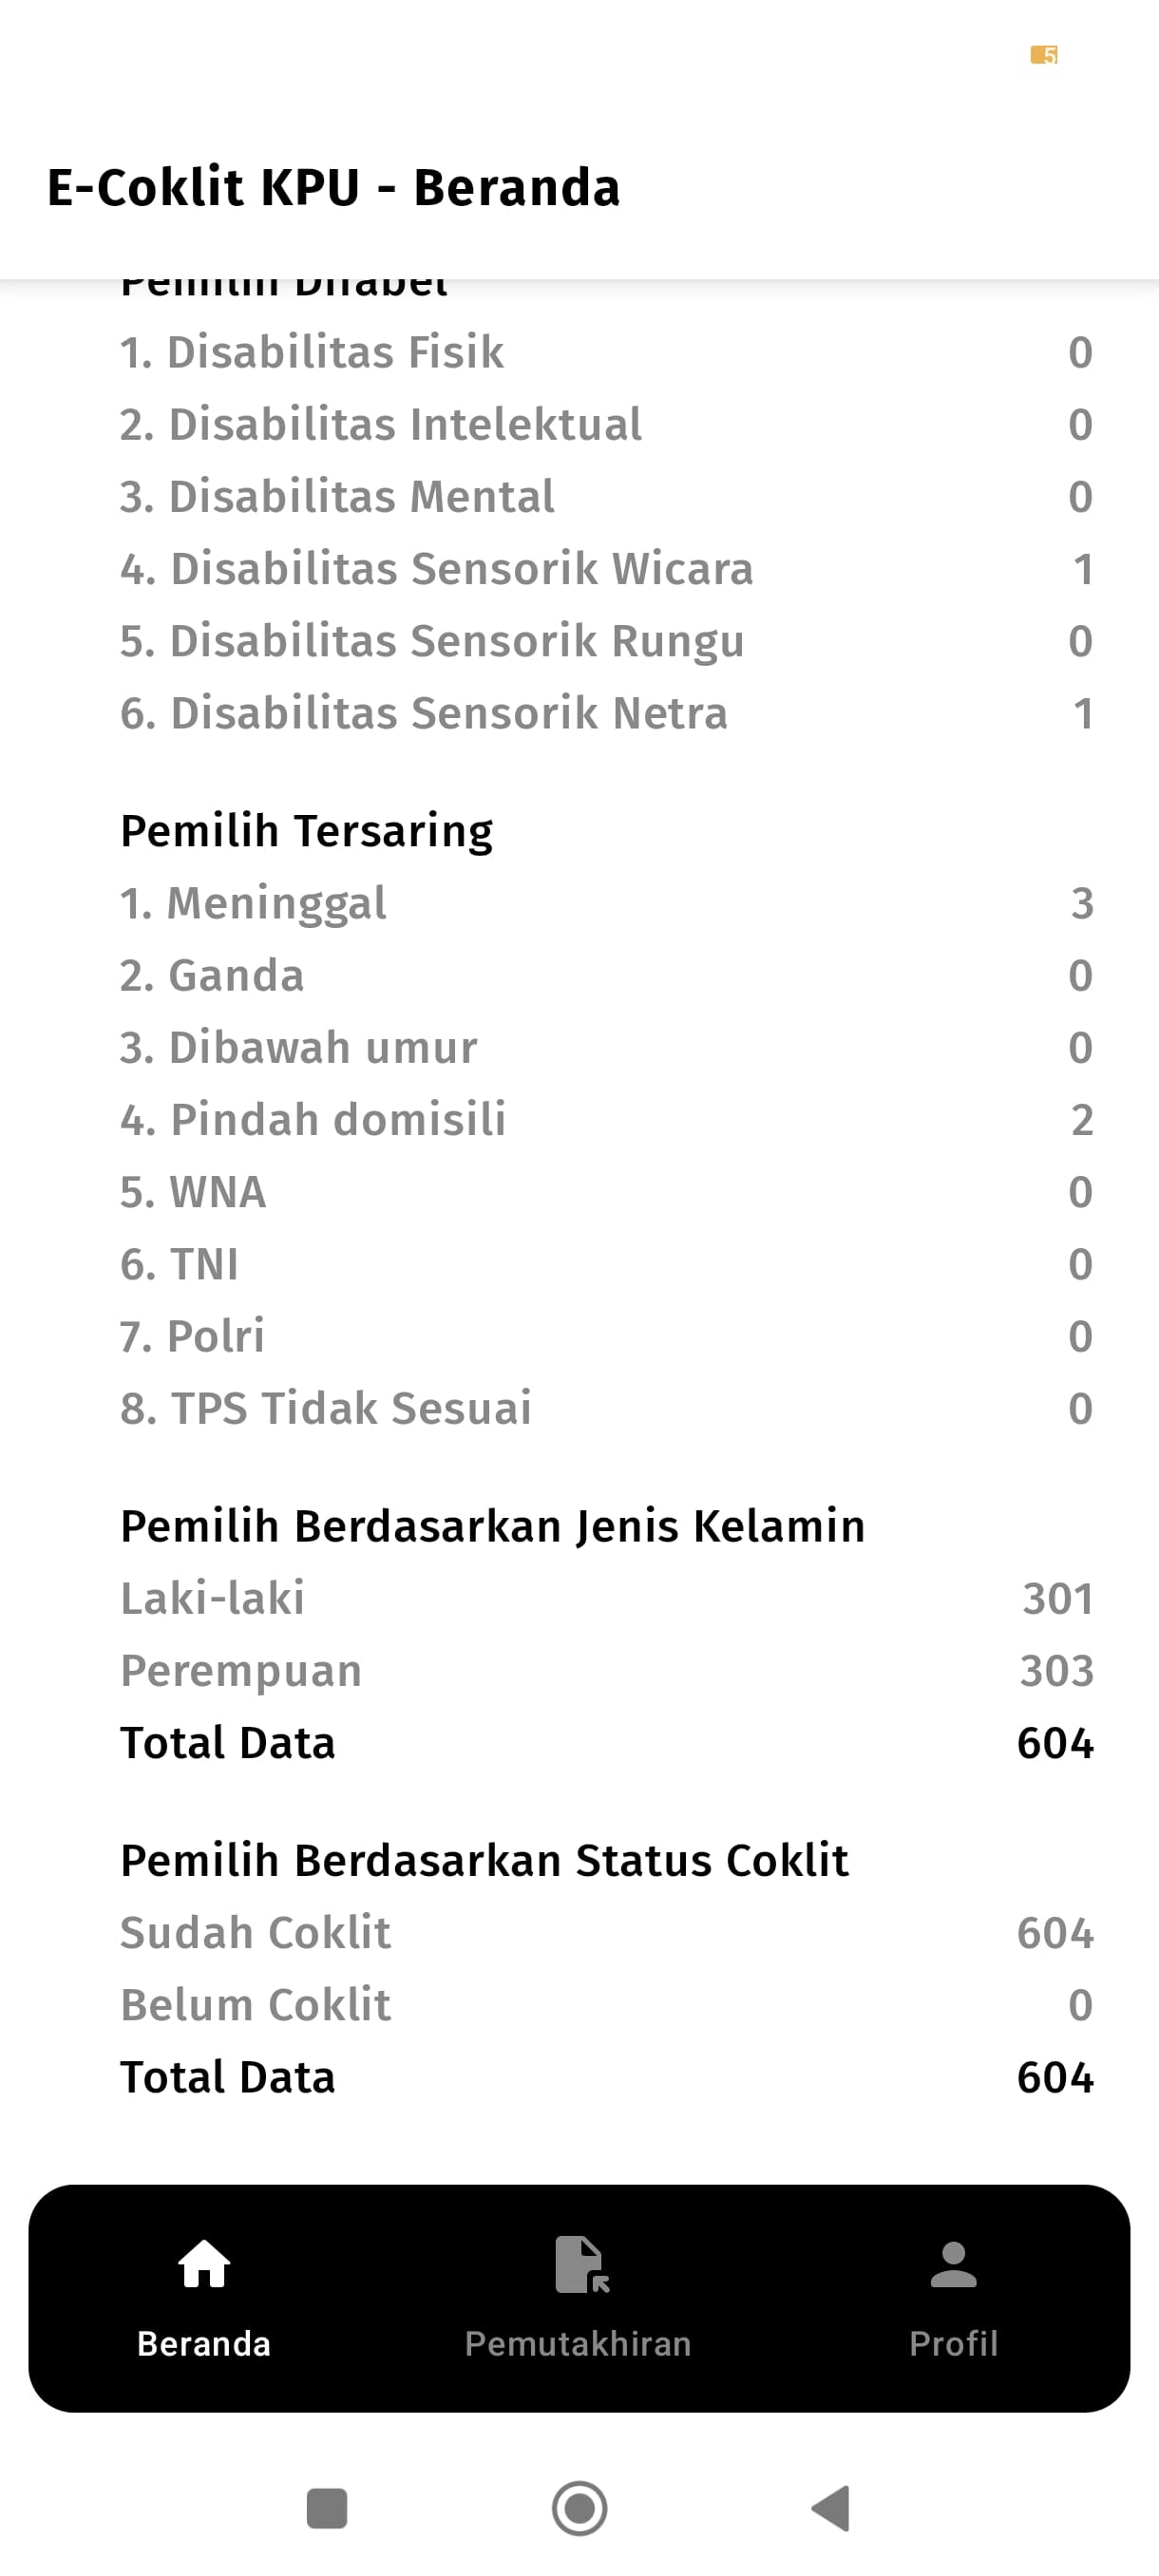 5
E-Coklit KPU - Beranda
Pemilih Difabel
1. Disabilitas Fisik 0
2. Disabilitas Intelektual 0
3. Disabilitas Mental 0
4. Disabilitas Sensorik Wicara 1
5. Disabilitas Sensorik Rungu 0
6. Disabilitas Sensorik Netra 1
Pemilih Tersaring
1. Meninggal 3
2. Ganda 0
3. Dibawah umur 0
4. Pindah domisili 2
5. WNA 0
6. TNI 0
7. Polri 0
8. TPS Tidak Sesuai 0
Pemilih Berdasarkan Jenis Kelamin
Laki-laki 301
Perempuan 303
Total Data 604
Pemilih Berdasarkan Status Coklit
Sudah Coklit 604
Belum Coklit 0
Total Data 604
Beranda Pemutakhiran Profil